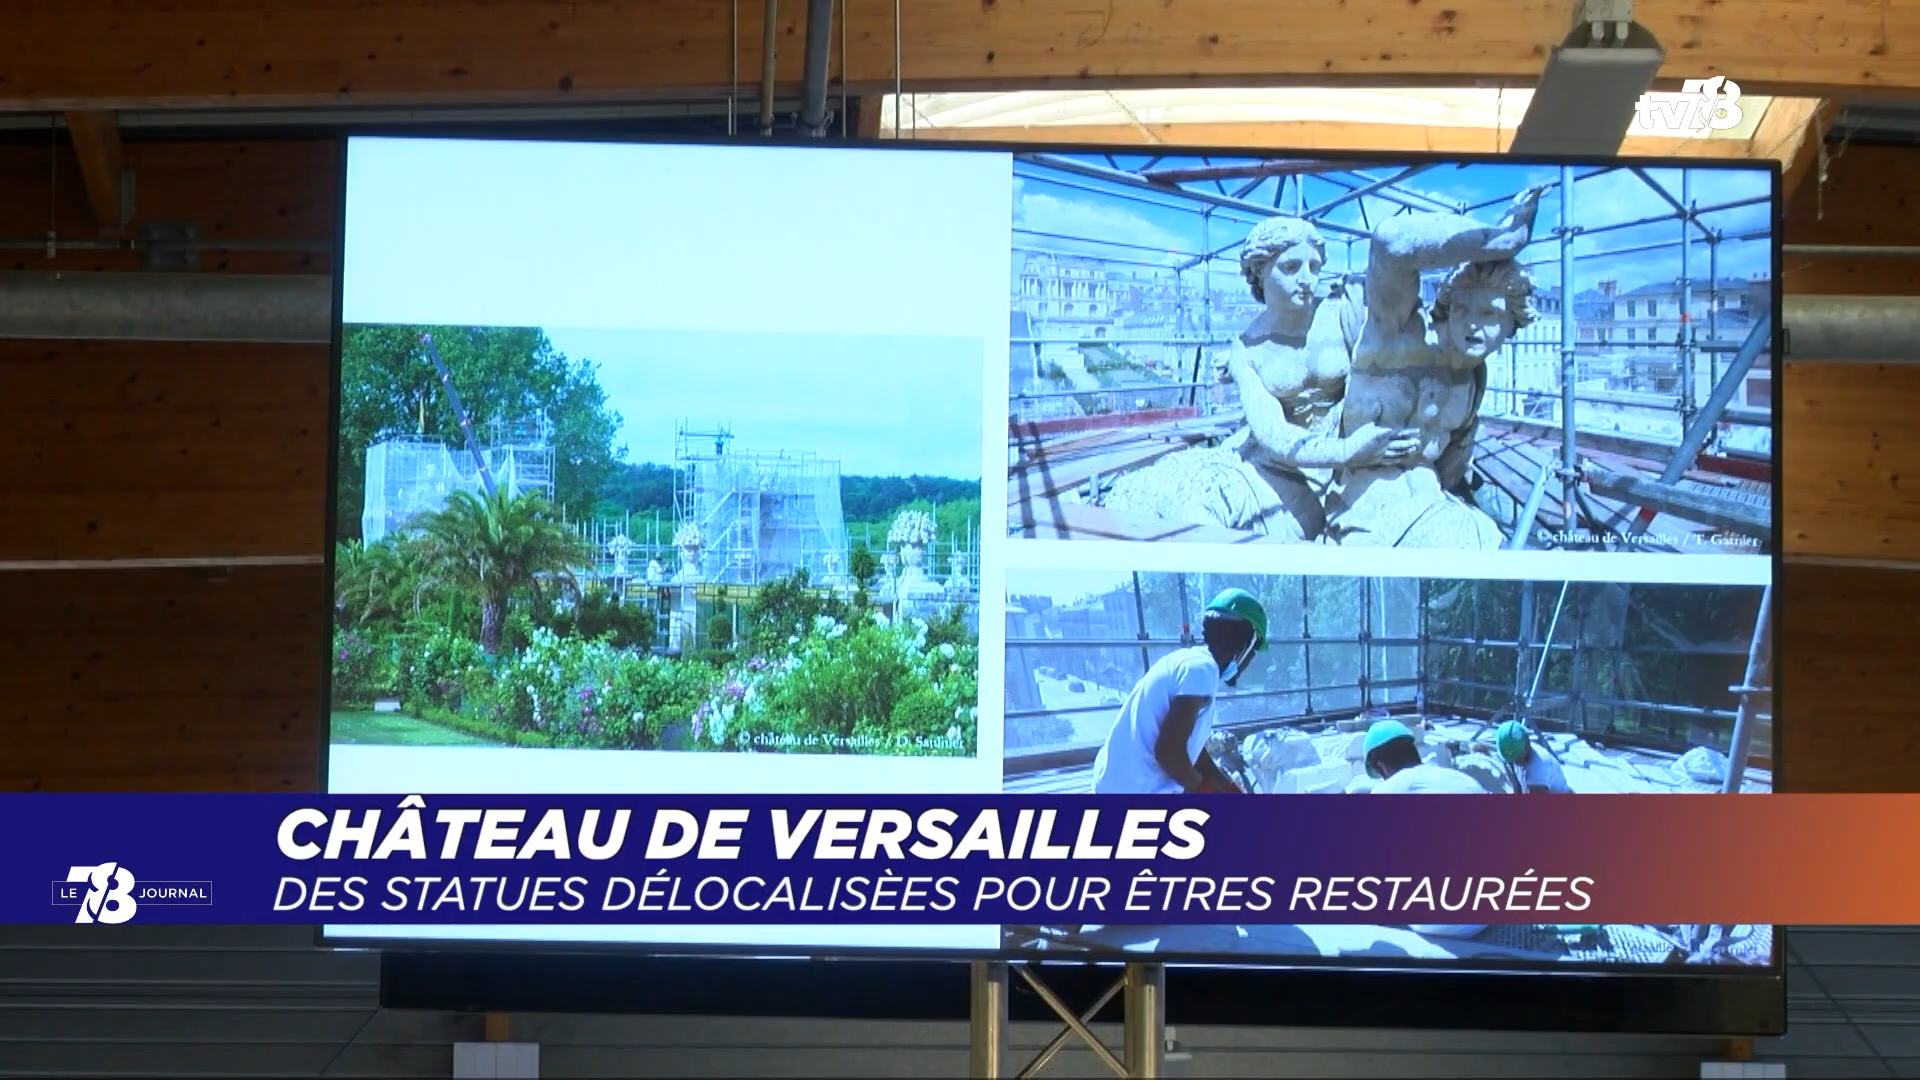 tv78
© château de Versailles / T. Garnier
© château de Versailles / D. Saulnier
CHÂTEAU DE VERSAILLES
DES STATUES DÉLOCALISÈES POUR ÊTRES RESTAURÉES
LE 78 JOURNAL